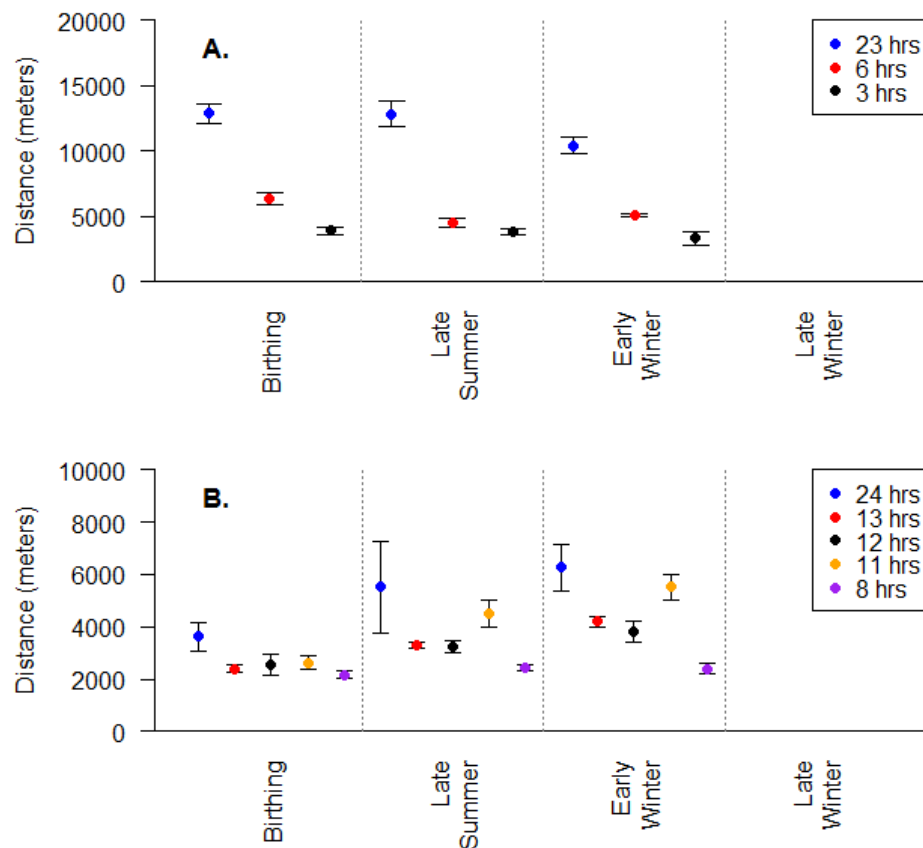 A.
Distance (meters)
20000
15000
10000
5000
0
23 hrs
6 hrs
3 hrs
Birthing
Late
Summer
Early
Winter
Late
Winter
B.
Distance (meters)
10000
8000
6000
4000
2000
0
24 hrs
13 hrs
12 hrs
11 hrs
8 hrs
Birthing
Late
Summer
Early
Winter
Late
Winter